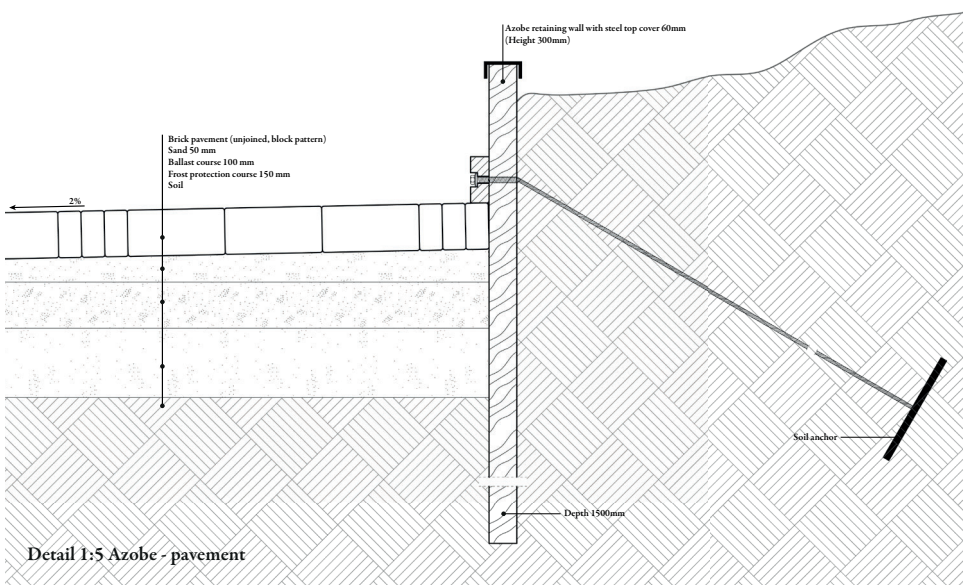 Azobe retaining wall with steel top cover 60mm
(Height 300mm)
Brick pavement (unjoined, block pattern)
Sand 50 mm
Ballast course 100 mm
Frost protection course 150 mm
Soil
2%
Soil anchor
Depth 1500mm
Detail 1:5 Azobe - pavement